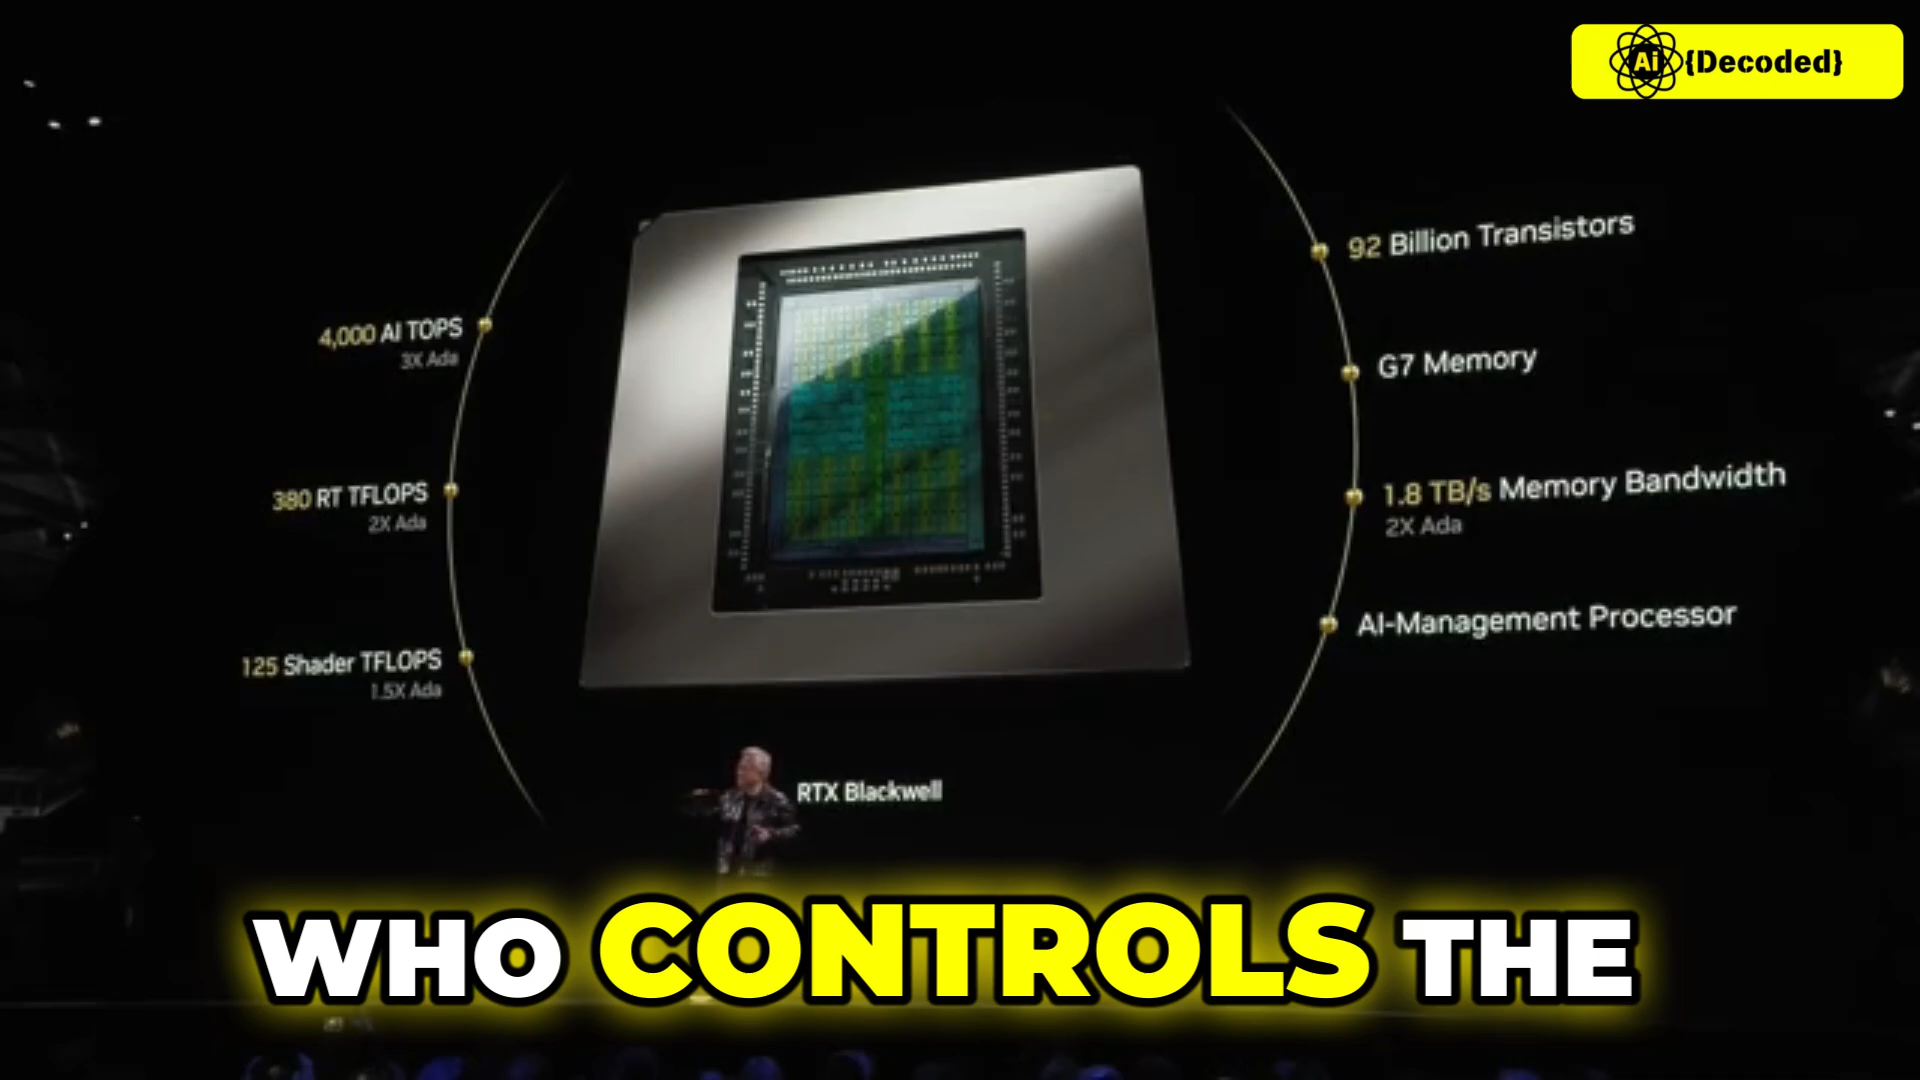 Ai {Decoded}
92 Billion Transistors
4,000 AI TOPS
3X Ada
G7 Memory
380 RT TFLOPS
2X Ada
1.8 TB/s Memory Bandwidth
2X Ada
125 Shader TFLOPS
1.5X Ada
AI-Management Processor
RTX Blackwell
WHO CONTROLS THE